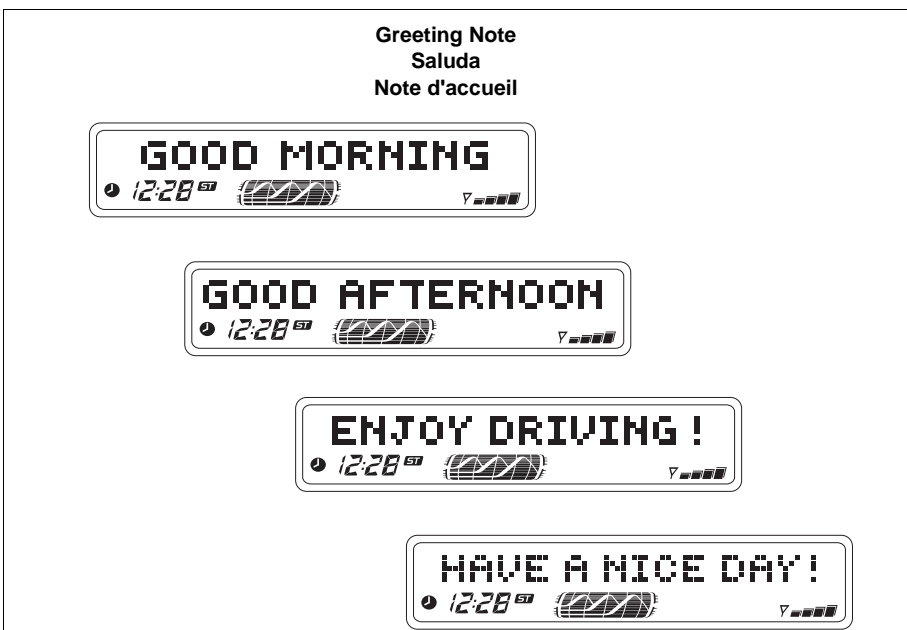 Greeting Note
Saluda
Note d'accueil
GOOD MORNING
12:28 ST
GOOD AFTERNOON
12:28 ST
ENJOY DRIVING!
12:28 ST
HAVE A NICE DAY!
12:28 ST